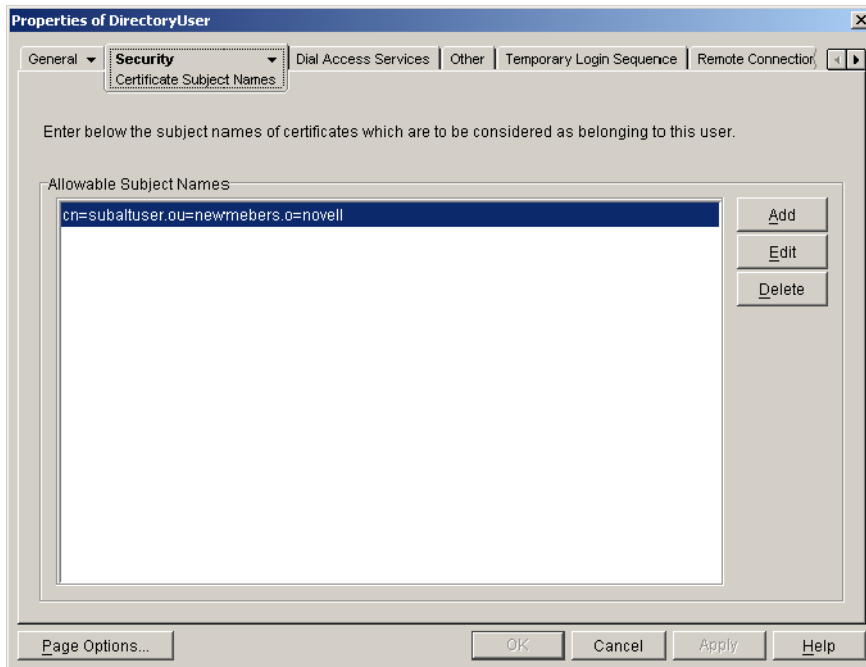 Properties of DirectoryUser
General Security Dial Access Services Other Temporary Login Sequence Remote Connection
Certificate Subject Names
Enter below the subject names of certificates which are to be considered as belonging to this user.
Allowable Subject Names
cn=subaltuser.ou=newmebers.o=novell
Add
Edit
Delete
Page Options... OK Cancel Apply Help